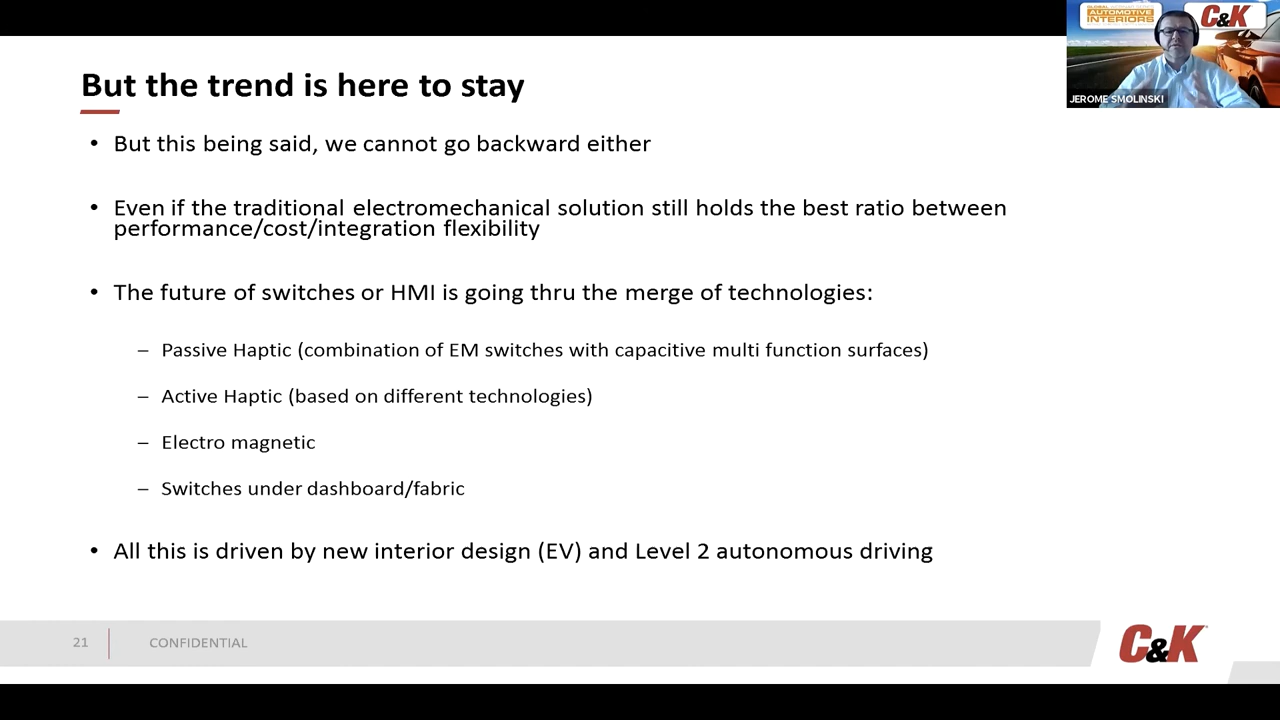 GLOBAL
AUTOMOTIVE
INTERIORS
C&K
JEROME SMOLINSKI
But the trend is here to stay
• But this being said, we cannot go backward either
• Even if the traditional electromechanical solution still holds the best ratio between
performance/cost/integration flexibility
• The future of switches or HMI is going thru the merge of technologies:
– Passive Haptic (combination of EM switches with capacitive multi function surfaces)
– Active Haptic (based on different technologies)
– Electro magnetic
– Switches under dashboard/fabric
• All this is driven by new interior design (EV) and Level 2 autonomous driving
21
CONFIDENTIAL
C&K